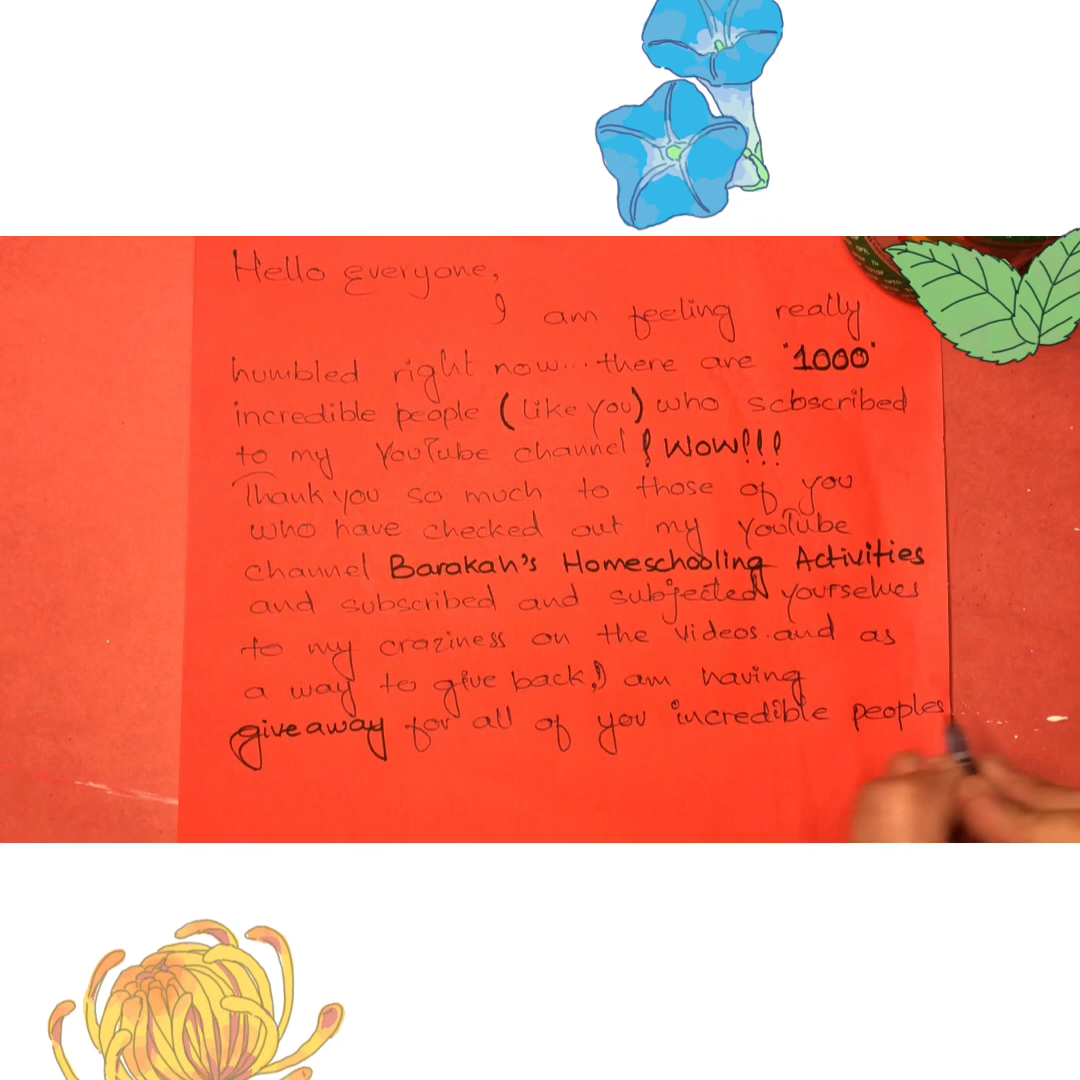 Hello everyone,
I am feeling really
humbled right now... there are "1000"
incredible people (Like you) who scbscribed
to my YouTube channel! WOW!!!
Thank you so much to those of you
who have checked out my YouTube
channel Barakah's Homeschooling Activities
and subscribed and subjected yourselves
to my craziness on the videos.and as
a way to give back,I am having
giveaway for all of you incredible peoples